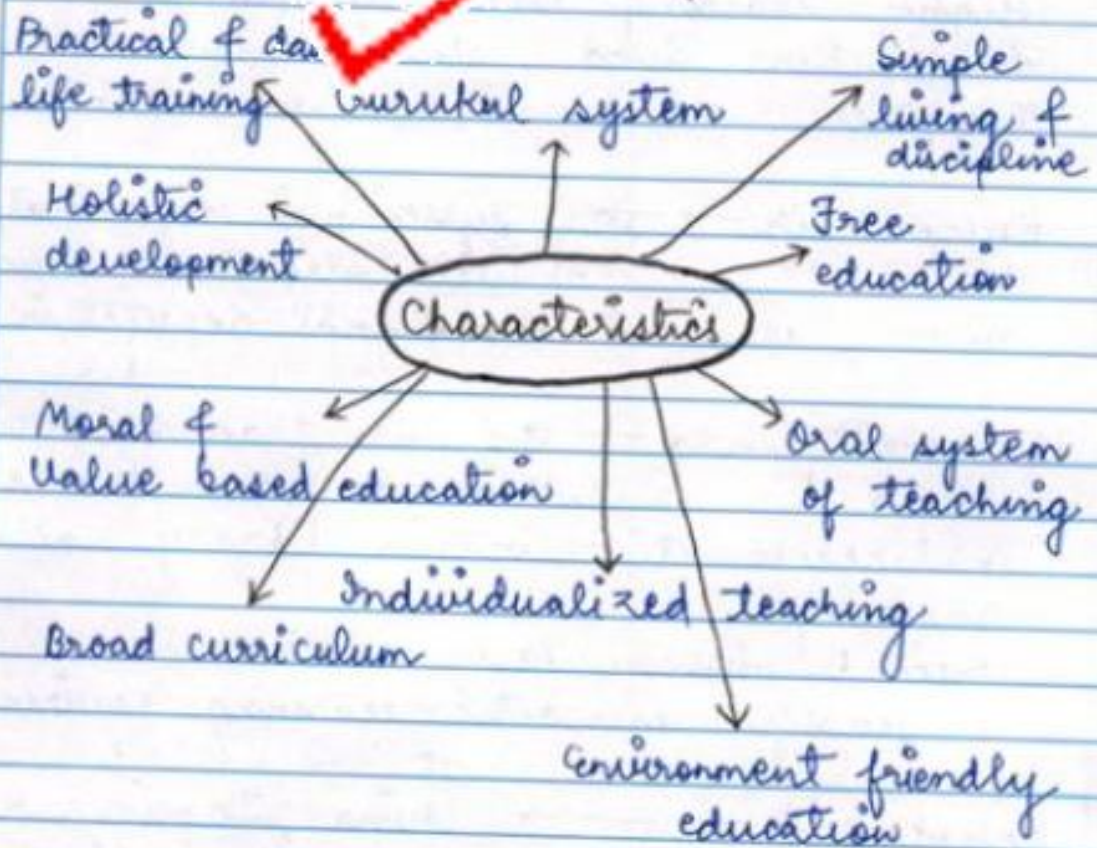 Practical &
life training
Gurukul system
Simple
living &
discipline
Holistic
development
Free
education
Characteristics
Moral &
Value based education
Oral system
of teaching
Individualized teaching
Broad curriculum
Environment friendly
education